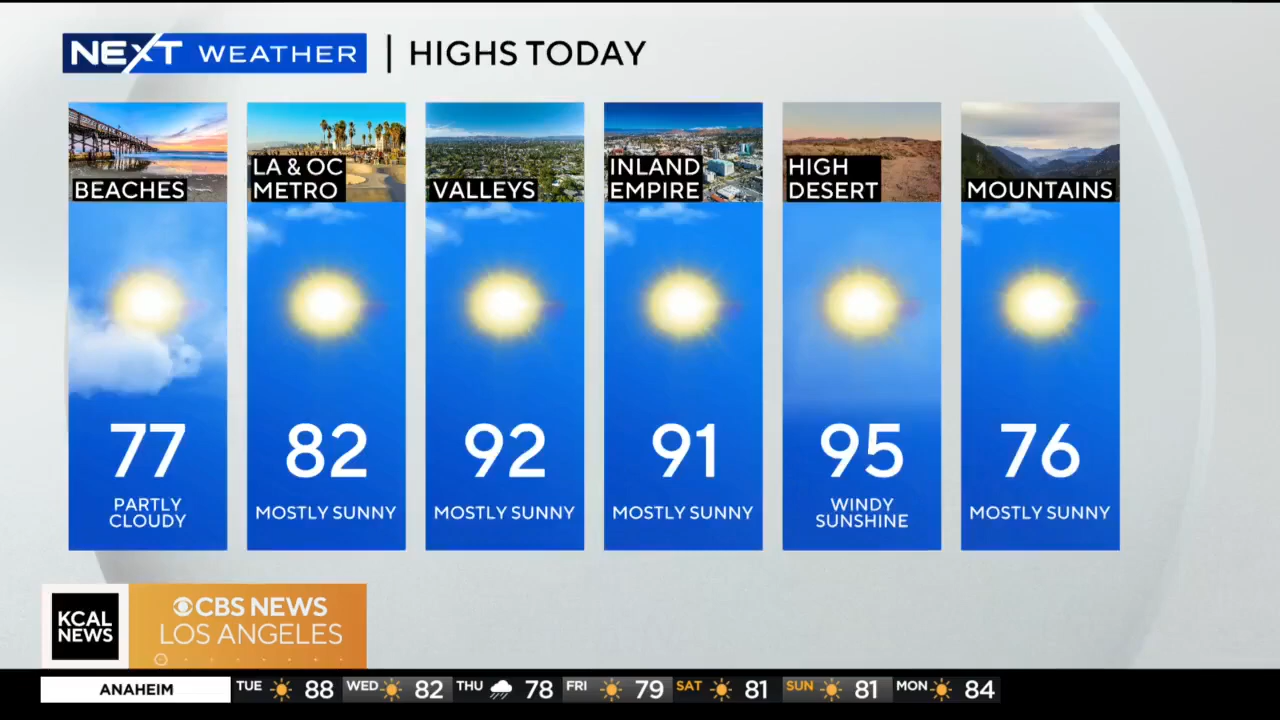 NEXT WEATHER | HIGHS TODAY
BEACHES
LA & OC
METRO
VALLEYS
INLAND
EMPIRE
HIGH
DESERT
MOUNTAINS
77
PARTLY
CLOUDY
82
MOSTLY SUNNY
92
MOSTLY SUNNY
91
MOSTLY SUNNY
95
WINDY
SUNSHINE
76
MOSTLY SUNNY
KCAL
NEWS
CBS NEWS
LOS ANGELES
ANAHEIM TUE 88 WED 82 THU 78 FRI 79 SAT 81 SUN 81 MON 84